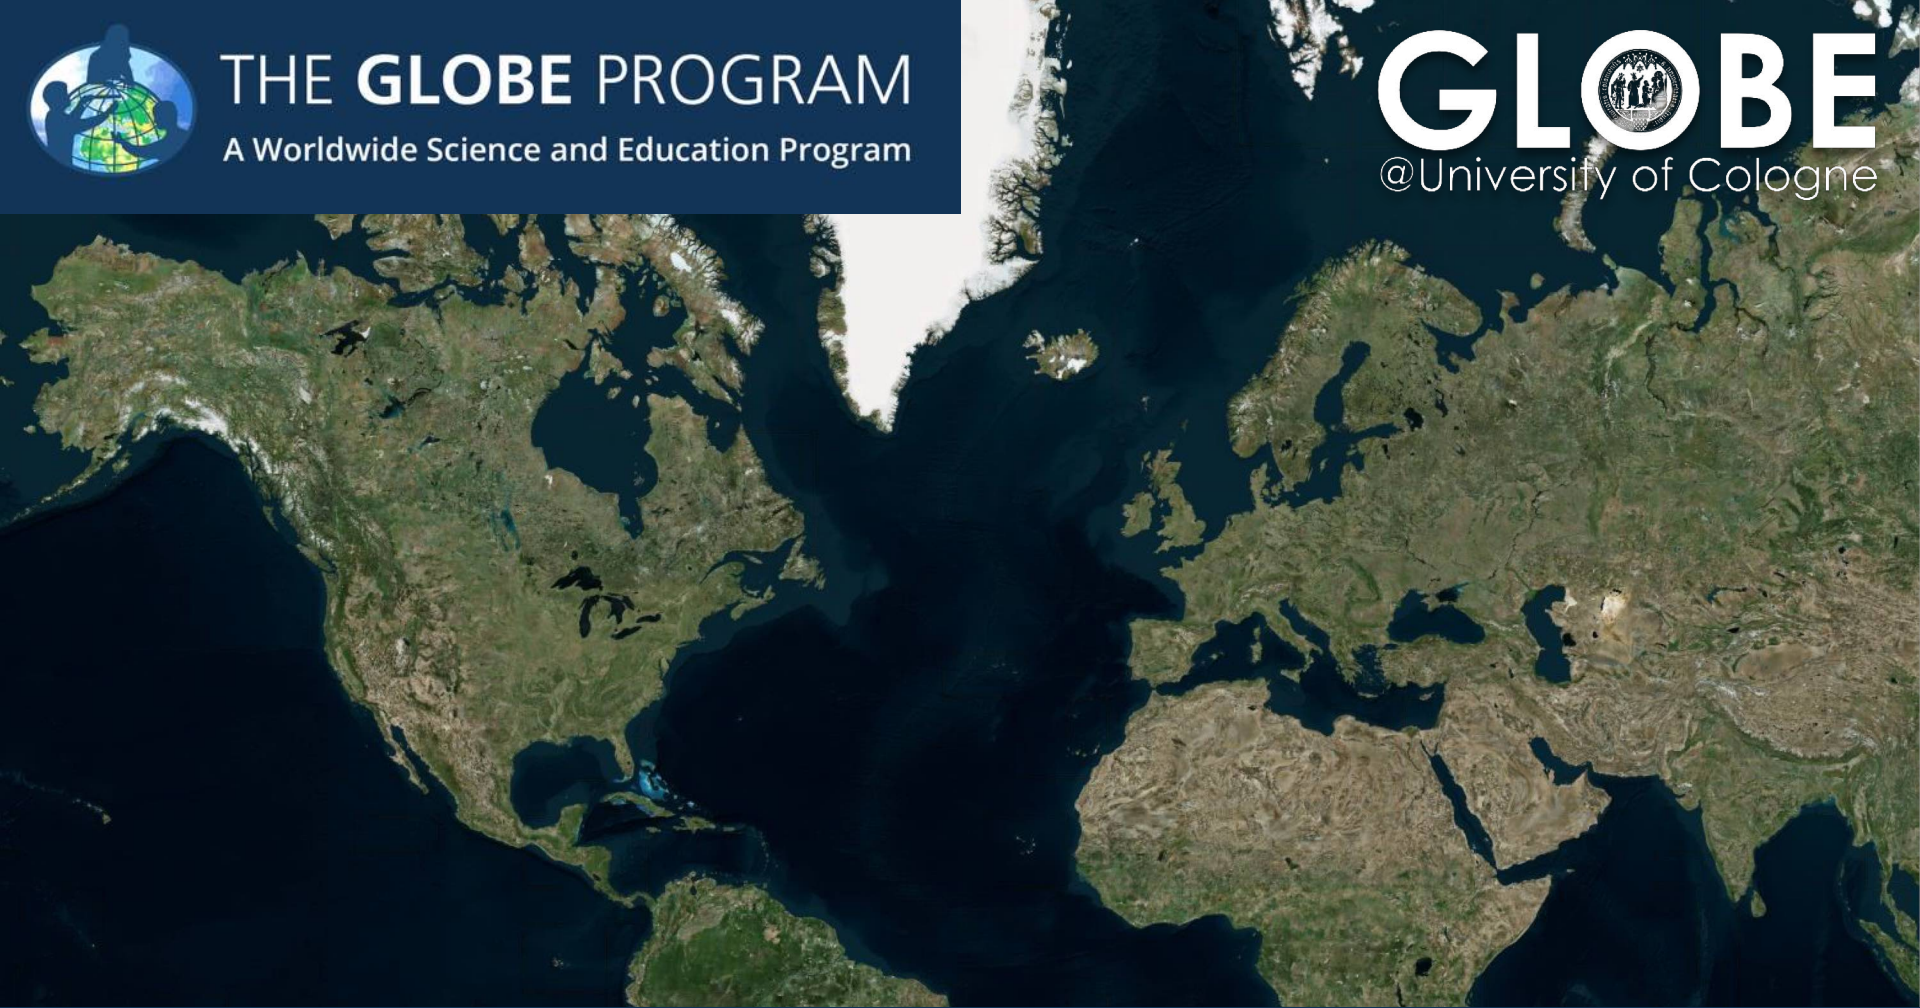 THE GLOBE PROGRAM
A Worldwide Science and Education Program
GLOBE
@University of Cologne